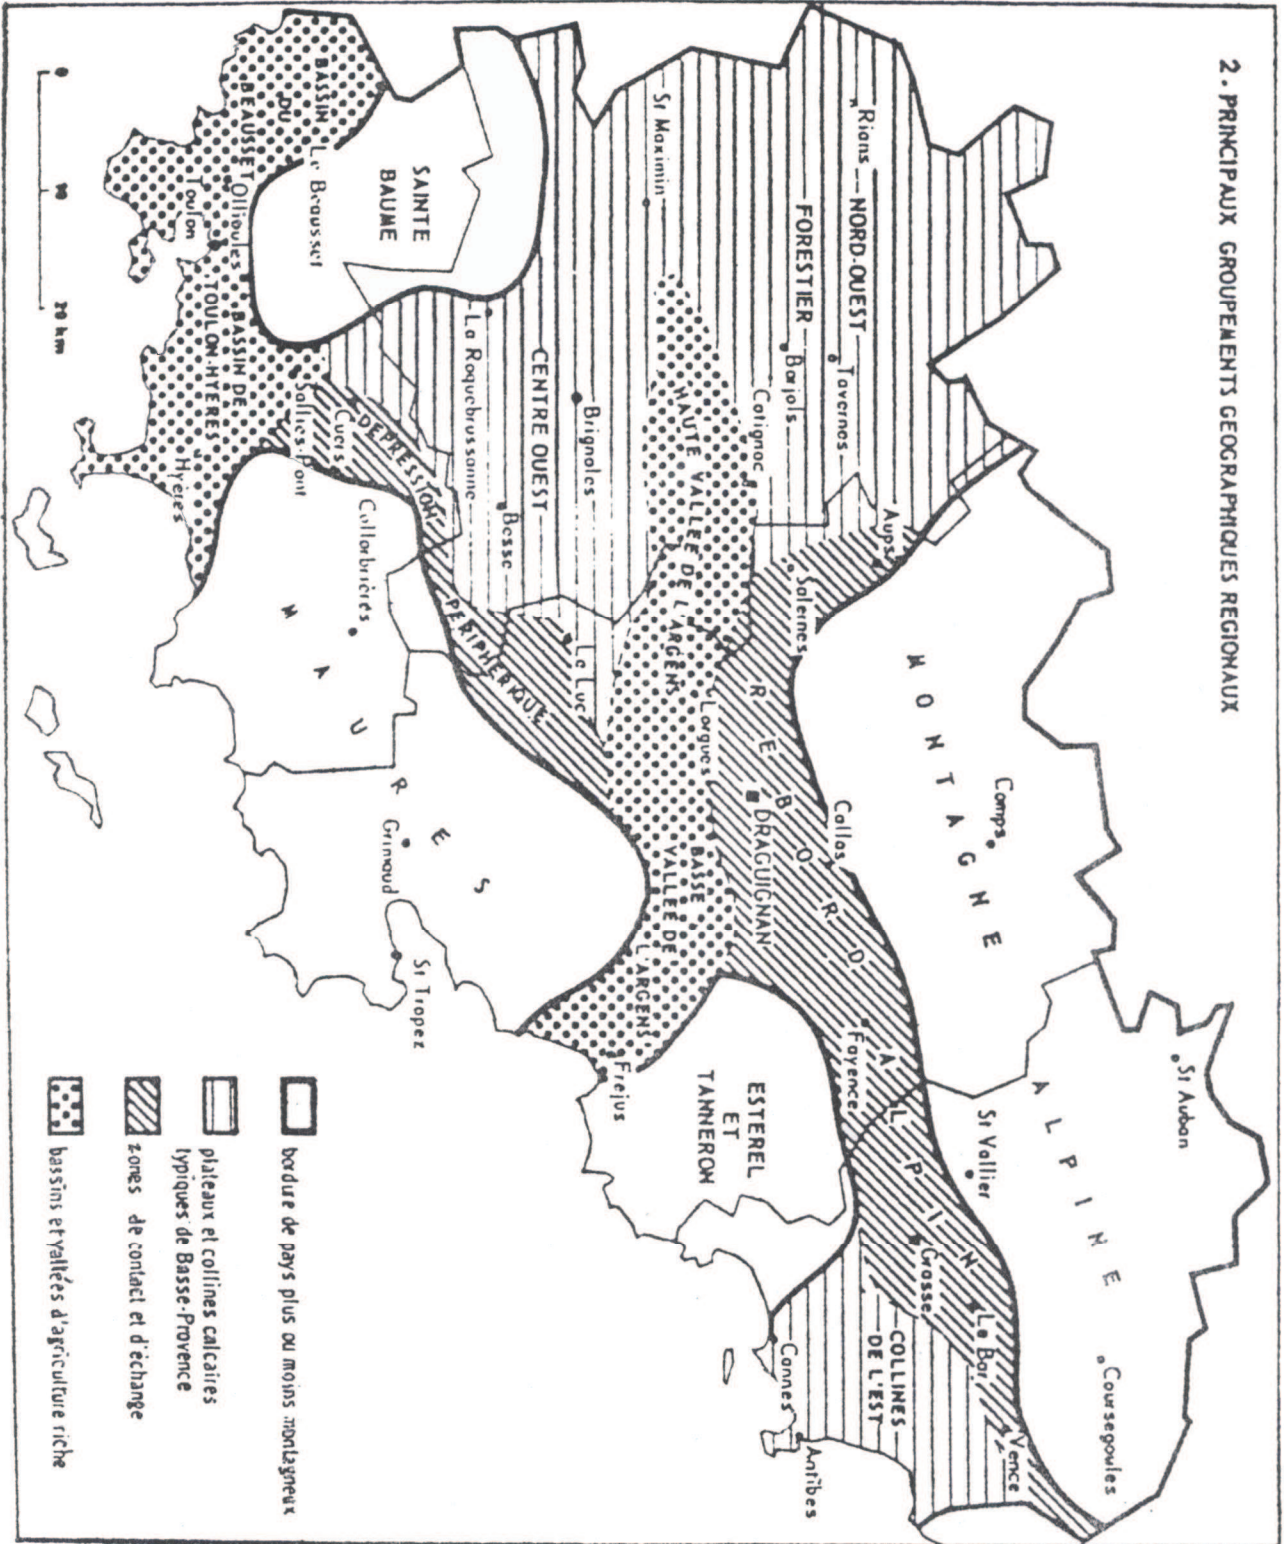 2. PRINCIPAUX GROUPEMENTS GEOGRAPHIQUES REGIONAUX
Rians
NORD-OUEST
FORESTIER
St Maximin
Tavernes
Barjols
Cotignac
Aups
Salernes
MONTAGNE
ALPINE
Comps
St Auban
St Vallier
Coursegoules
REBORD ALPIN
Callas
Fayence
Grasse
Le Bar
Vence
COLLINES
DE L'EST
Cannes
Antibes
Lorgues
DRAGUIGNAN
HAUTE VALLEE DE L'ARGENS
BASSE
VALLEE DE
L'ARGENS
ESTEREL
ET
TANNERON
Frejus
CENTRE OUEST
Brignoles
La Roquebrussanne
Besse
Le Luc
SAINTE
BAUME
BASSIN
DU
BEAUSSET
Le Beausset
Ollioules
Toulon
BASSIN DE
TOULON-HYERES
Hyères
Solliès-Pont
Cuers
DEPRESSION
PERIPHERIQUE
Collobrières
MAURES
Grimaud
St Tropez
0 10 20 km
bordure de pays plus ou moins montagneux
plateaux et collines calcaires
typiques de Basse-Provence
zones de contact et d'échange
bassins et vallées d'agriculture riche